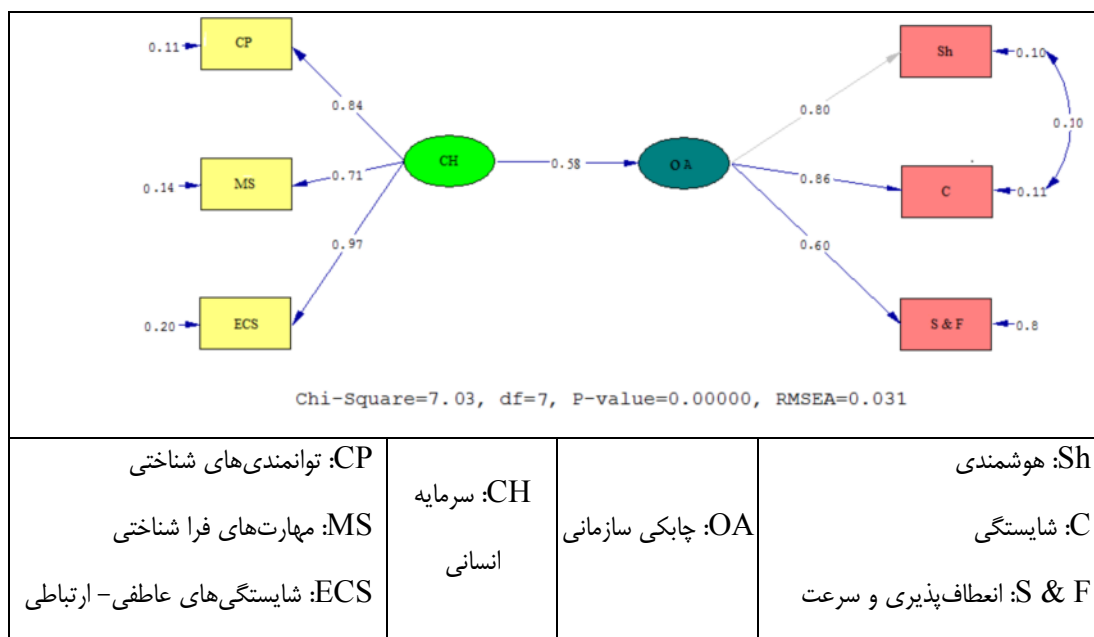 0.11
CP
Sh
0.10
0.84
0.80
0.10
CH
0.58
O A
0.14
MS
0.71
0.86
C
0.11
0.97
0.60
0.20
ECS
S & F
0.8
Chi-Square=7.03, df=7, P-value=0.00000, RMSEA=0.031
Sh: هوشمندی
C: شایستگی
S & F: انعطاف‌پذیری و سرعت
OA: چابکی سازمانی
CH: سرمایه
انسانی
CP: توانمندی‌های شناختی
MS: مهارت‌های فرا شناختی
ECS: شایستگی‌های عاطفی- ارتباطی